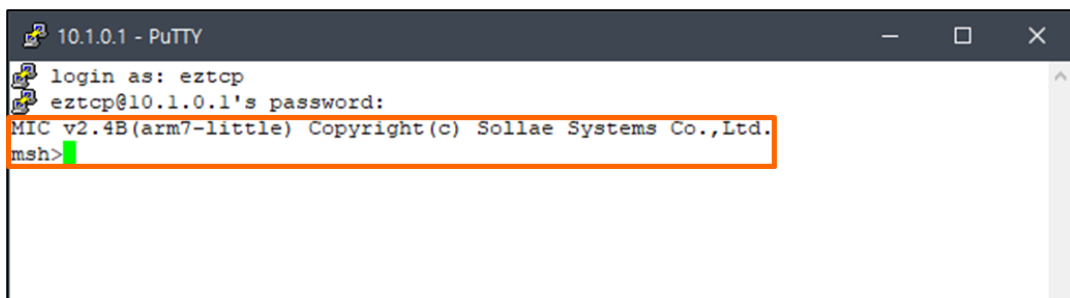 10.1.0.1 - PuTTY
login as: eztcp
eztcp@10.1.0.1's password:
MIC v2.4B(arm7-little) Copyright(c) Sollae Systems Co.,Ltd.
msh>